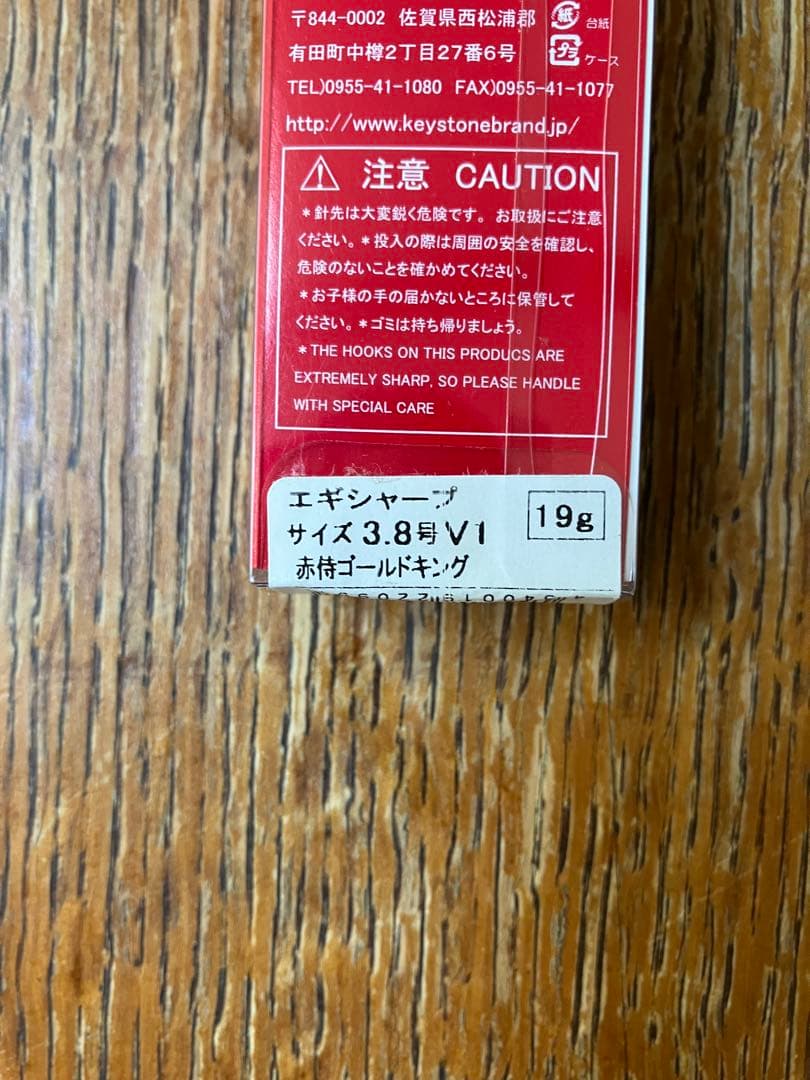 〒844-0002 佐賀県西松浦郡
紙 台紙
有田町中樽2丁目27番6号
プラ ケース
TEL)0955-41-1080 FAX)0955-41-1077
http://www.keystonebrand.jp/
注意 CAUTION
*針先は大変鋭く危険です。お取扱にご注意
ください。*投入の際は周囲の安全を確認し、
危険のないことを確かめてください。
*お子様の手の届かないところに保管して
ください。*ゴミは持ち帰りましょう。
*THE HOOKS ON THIS PRODUCS ARE
EXTREMELY SHARP, SO PLEASE HANDLE
WITH SPECIAL CARE
エギシャープ
19g
サイズ 3.8号 V1
赤侍ゴールドキング